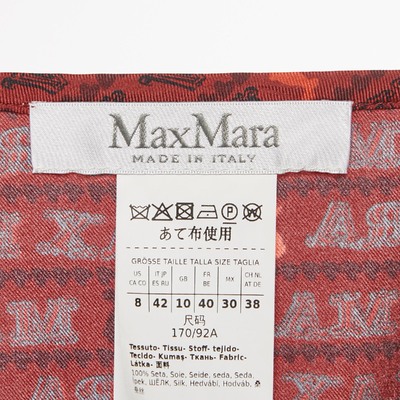 MaxMara
MADE IN ITALY
あて布使用
GRÖSSE TAILLE TALLA SIZE TAGLIA
US CA CO IT JP ES RU GB FR BE MX CH NL AT DE
8 42 10 40 30 38
尺码
170/92A
Tessuto- Tissu- Stoff- tejido-
Tecido- Kumaş- Ткань- Fabric-
Látka- 面料
100% Seta, Soie, Seide, seda, Seda,
İpek, ШЁЛК, Silk, Hedvábí, Hodváb, 桑
A M
X
A M